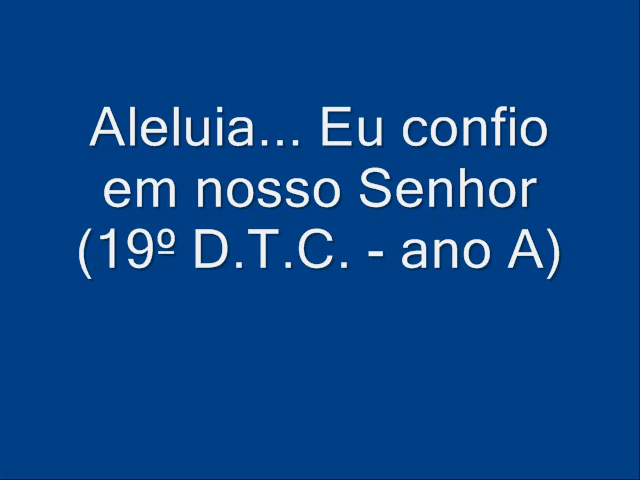 Aleluia... Eu confio
em nosso Senhor
(19º D.T.C. - ano A)